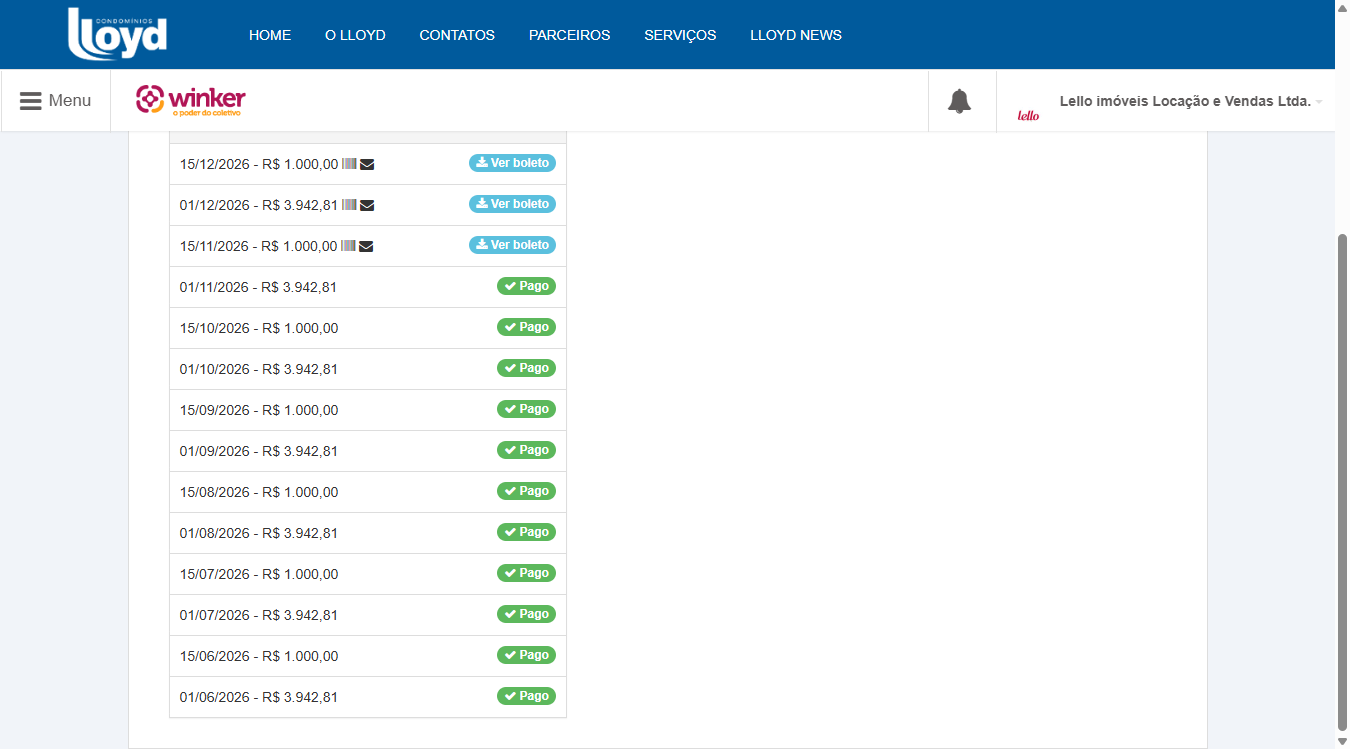 CONDOMÍNIOS
Lloyd
HOME O LLOYD CONTATOS PARCEIROS SERVIÇOS LLOYD NEWS
Menu
winker
o poder do coletivo
lello
Lello imóveis Locação e Vendas Ltda.
15/12/2026 - R$ 1.000,00 Ver boleto
01/12/2026 - R$ 3.942,81 Ver boleto
15/11/2026 - R$ 1.000,00 Ver boleto
01/11/2026 - R$ 3.942,81 Pago
15/10/2026 - R$ 1.000,00 Pago
01/10/2026 - R$ 3.942,81 Pago
15/09/2026 - R$ 1.000,00 Pago
01/09/2026 - R$ 3.942,81 Pago
15/08/2026 - R$ 1.000,00 Pago
01/08/2026 - R$ 3.942,81 Pago
15/07/2026 - R$ 1.000,00 Pago
01/07/2026 - R$ 3.942,81 Pago
15/06/2026 - R$ 1.000,00 Pago
01/06/2026 - R$ 3.942,81 Pago